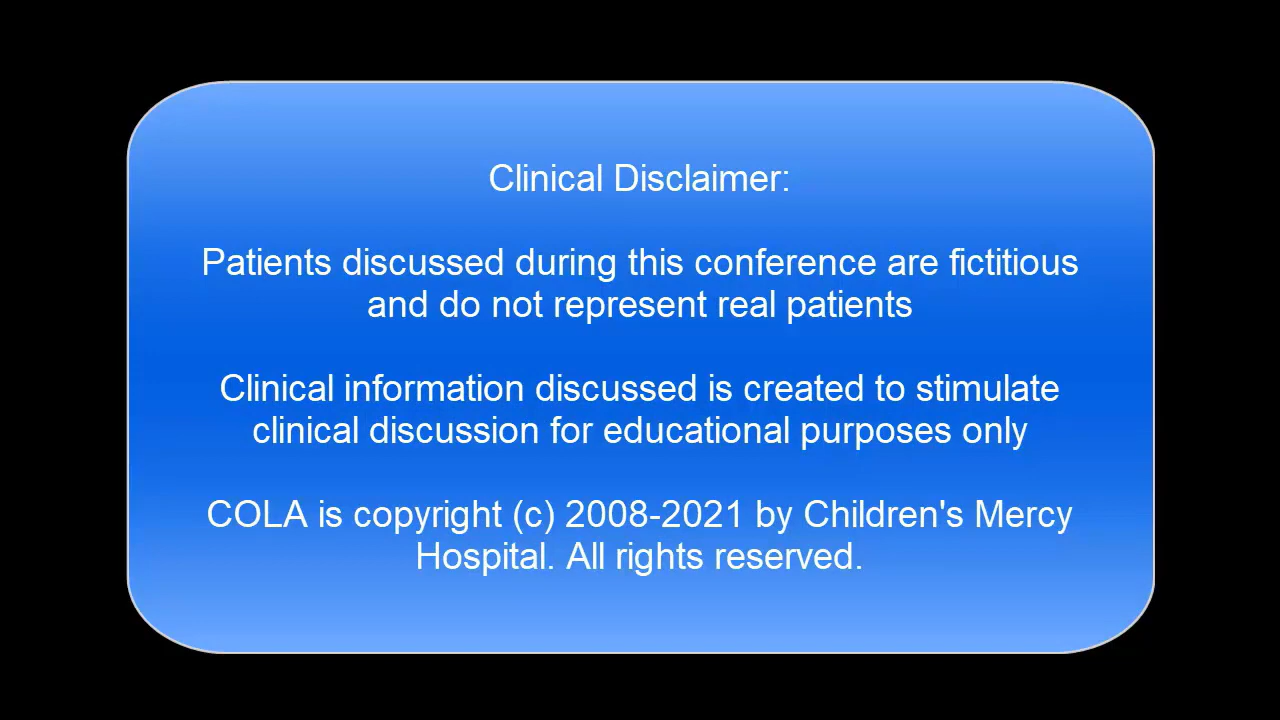 Clinical Disclaimer:
Patients discussed during this conference are fictitious
and do not represent real patients
Clinical information discussed is created to stimulate
clinical discussion for educational purposes only
COLA is copyright (c) 2008-2021 by Children's Mercy
Hospital. All rights reserved.